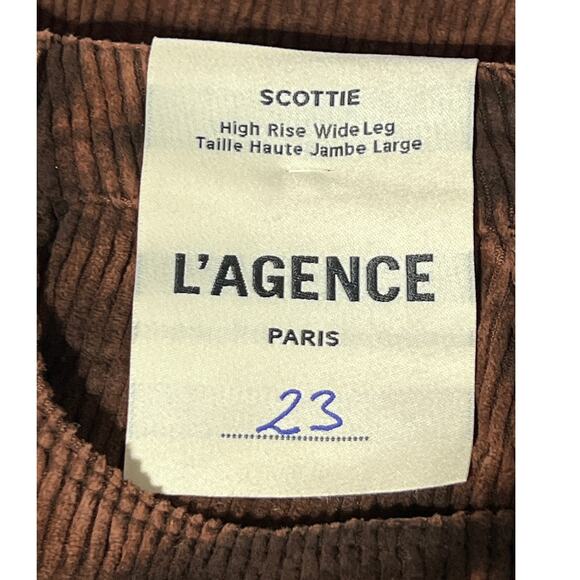 SCOTTIE
High Rise Wide Leg
Taille Haute Jambe Large
L'AGENCE
PARIS
23